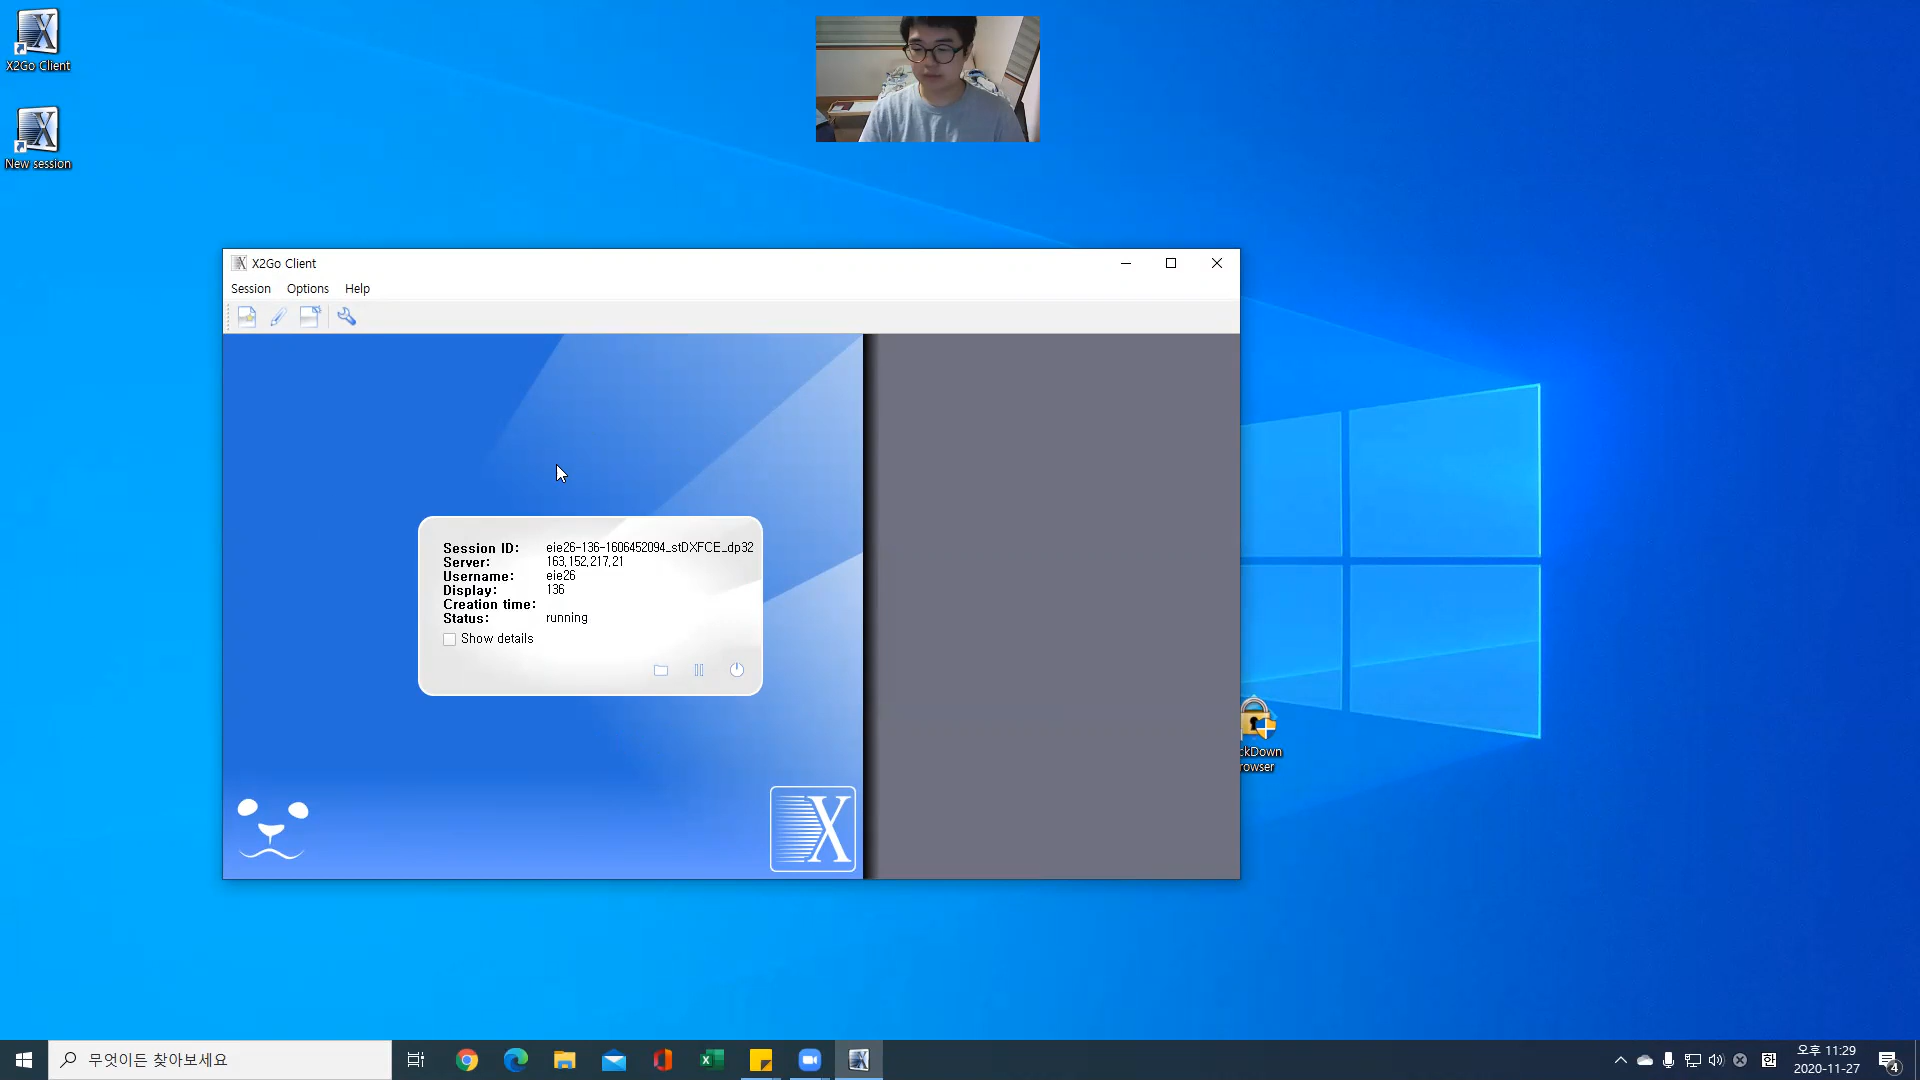 X2Go Client
New session
X2Go Client
Session Options Help
Session ID: eie26-136-1606452094_stDXFCE_dp32
Server: 163,152,217,21
Username: eie26
Display: 136
Creation time:
Status: running
Show details
X
ckDown
rowser
무엇이든 찾아보세요
한
오후 11:29
2020-11-27
4